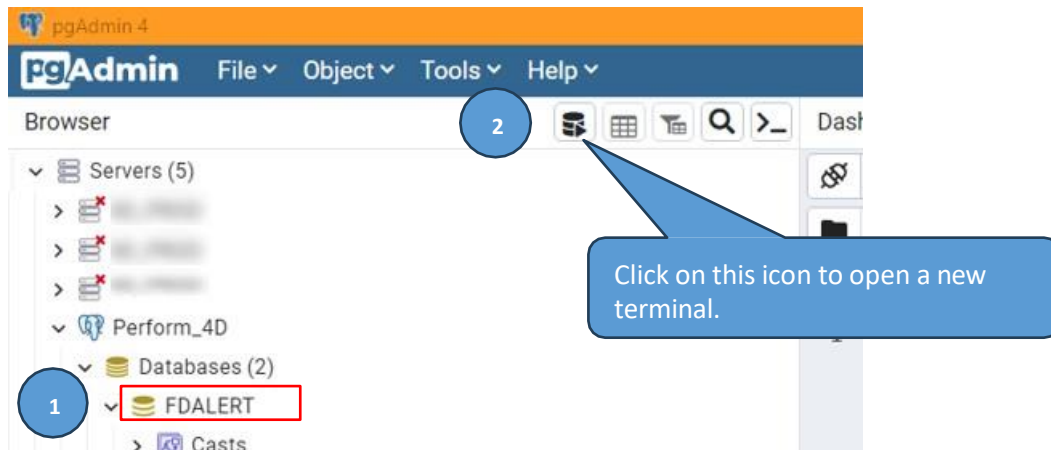 pgAdmin 4
pgAdmin File Object Tools Help
Browser 2 Dash
Servers (5)
Click on this icon to open a new
terminal.
Perform_4D
Databases (2)
1 FDALERT
Casts